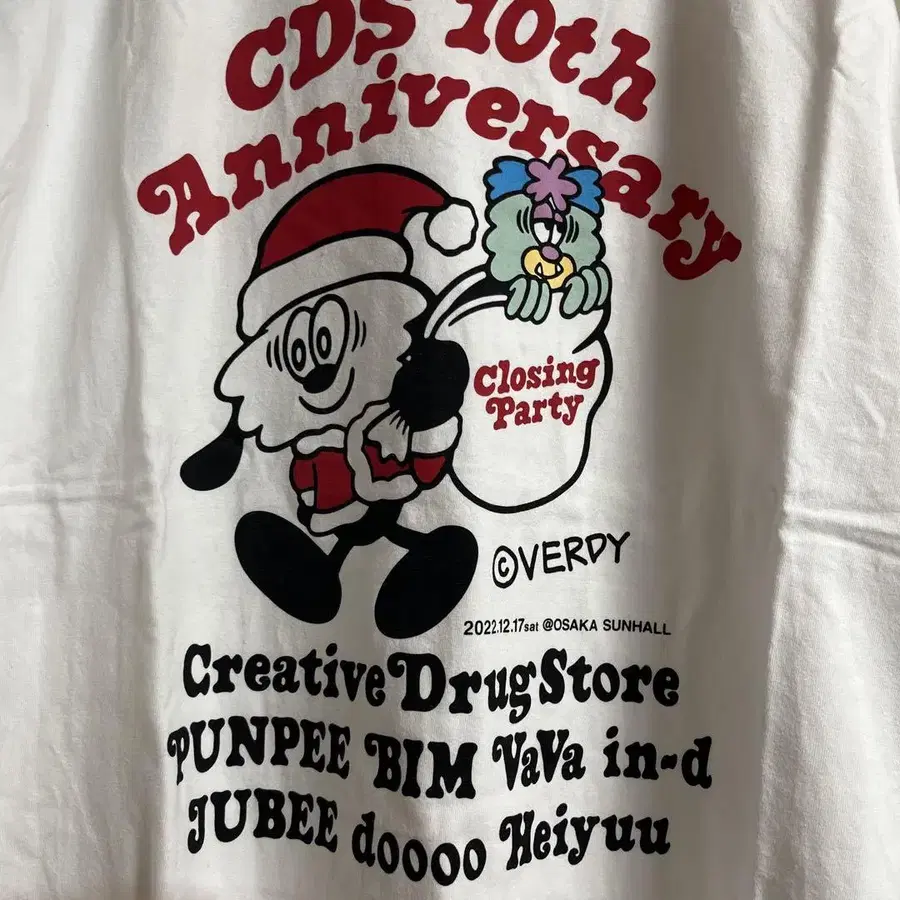 CDS 10th
Anniversary
Closing
Party
©VERDY
2022.12.17sat @OSAKA SUNHALL
Creative Drug Store
PUNPEE BIM VaVa in-d
JUBEE doooo Heiyuu